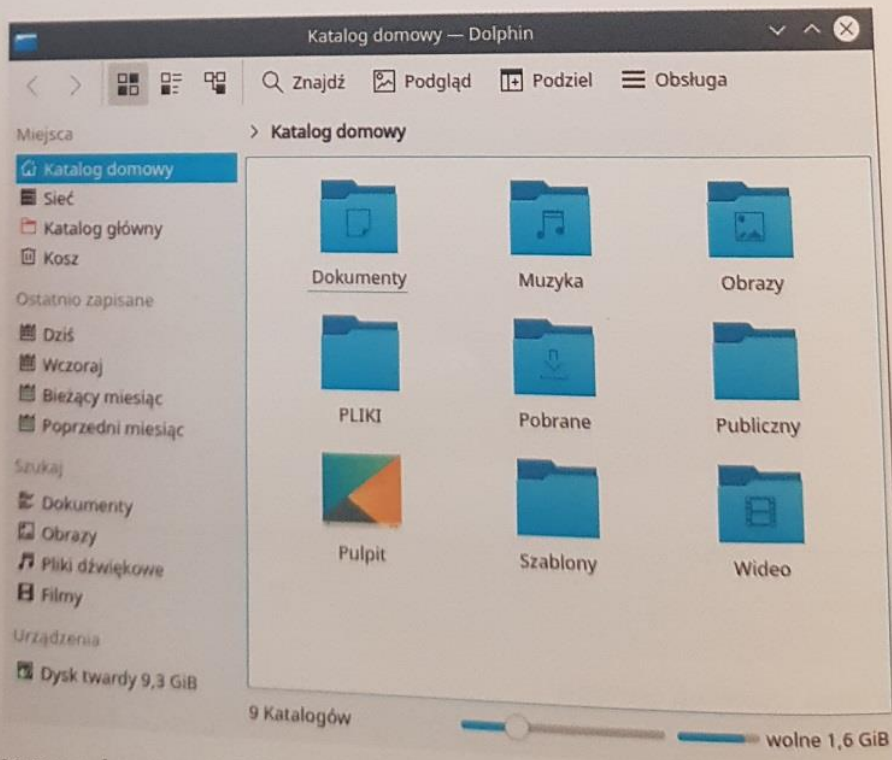 Katalog domowy — Dolphin
Znajdź Podgląd Podziel Obsługa
Miejsca
Katalog domowy
Sieć
Katalog główny
Kosz
Ostatnio zapisane
Dziś
Wczoraj
Bieżący miesiąc
Poprzedni miesiąc
Szukaj
Dokumenty
Obrazy
Pliki dźwiękowe
Filmy
Urządzenia
Dysk twardy 9,3 GiB
> Katalog domowy
Dokumenty Muzyka Obrazy
PLIKI Pobrane Publiczny
Pulpit Szablony Wideo
9 Katalogów wolne 1,6 GiB